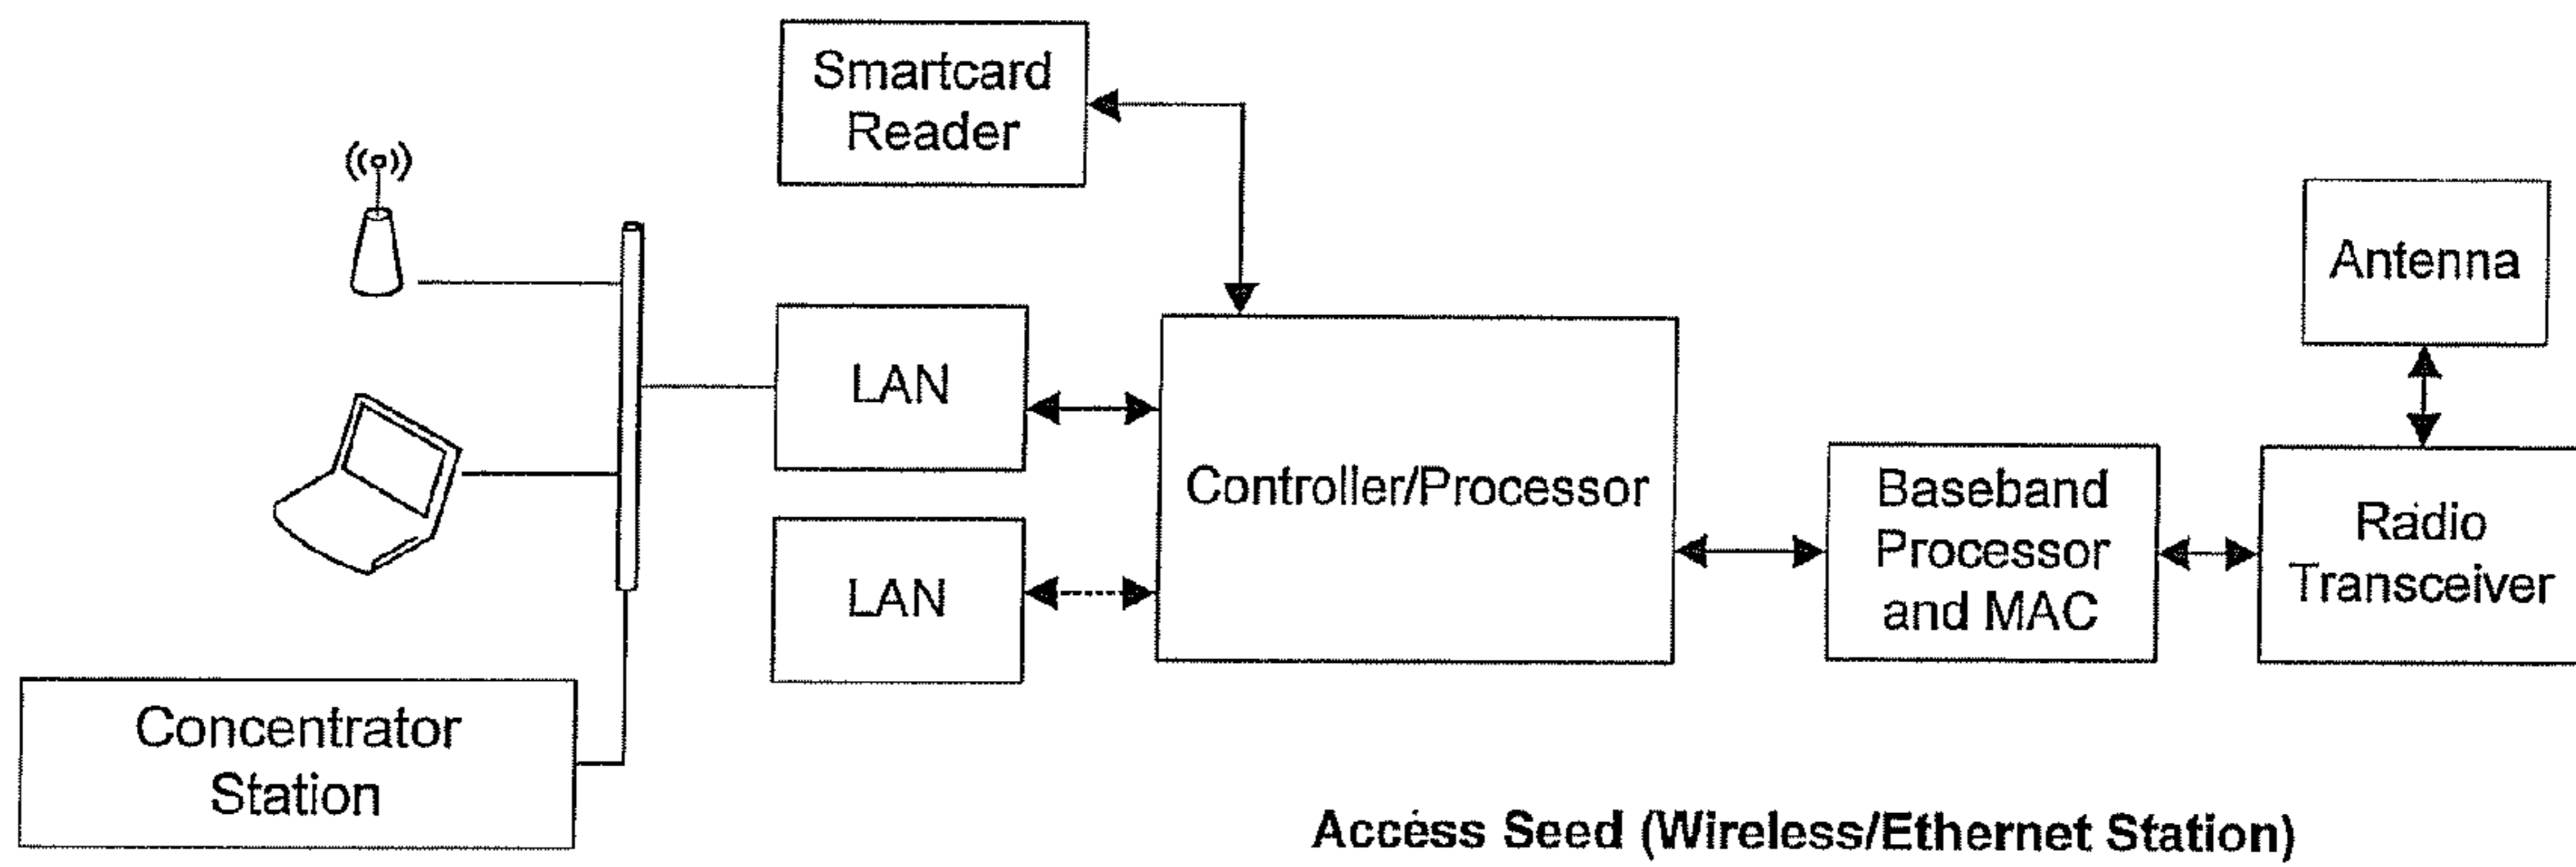 Smartcard
Reader
Antenna
LAN
Controller/Processor
LAN
Baseband
Processor
and MAC
Radio
Transceiver
Concentrator
Station
Access Seed (Wireless/Ethernet Station)